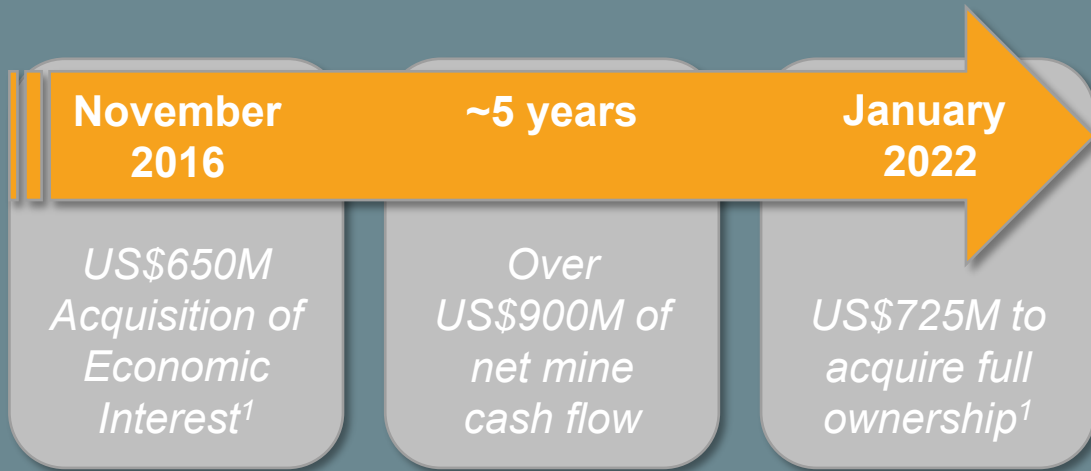 November
2016
US$650M
Acquisition of
Economic
Interest¹
~5 years
Over
US$900M of
net mine
cash flow
January
2022
US$725M to
acquire full
ownership¹